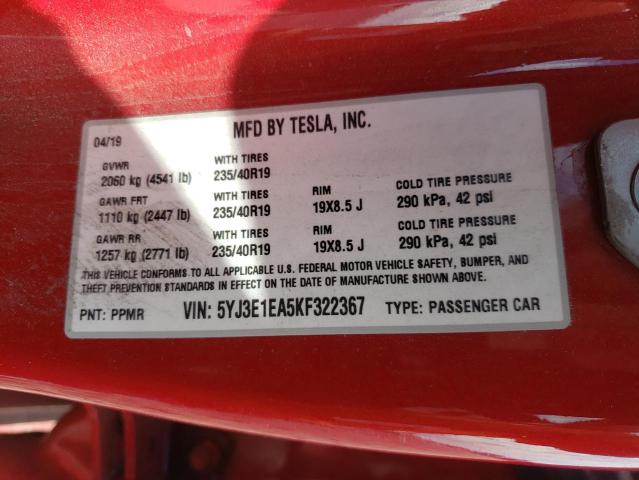 MFD BY TESLA, INC.
04/19
GVWR WITH TIRES
2060 kg (4541 lb) 235/40R19
GAWR FRT WITH TIRES RIM COLD TIRE PRESSURE
1110 kg (2447 lb) 235/40R19 19X8.5 J 290 kPa, 42 psi
GAWR RR WITH TIRES RIM COLD TIRE PRESSURE
1257 kg (2771 lb) 235/40R19 19X8.5 J 290 kPa, 42 psi
THIS VEHICLE CONFORMS TO ALL APPLICABLE U.S. FEDERAL MOTOR VEHICLE SAFETY, BUMPER, AND
THEFT PREVENTION STANDARDS IN EFFECT ON THE DATE OF MANUFACTURE SHOWN ABOVE.
PNT: PPMR VIN: 5YJ3E1EA5KF322367 TYPE: PASSENGER CAR